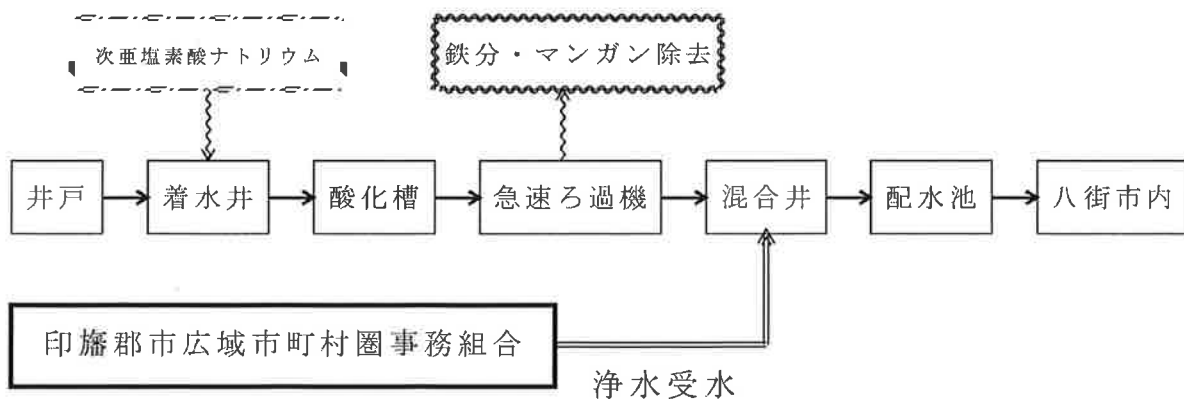 次亜塩素酸ナトリウム
鉄分・マンガン除去
井戸
着水井
酸化槽
急速ろ過機
混合井
配水池
八街市内
印旛郡市広域市町村圏事務組合
浄水受水